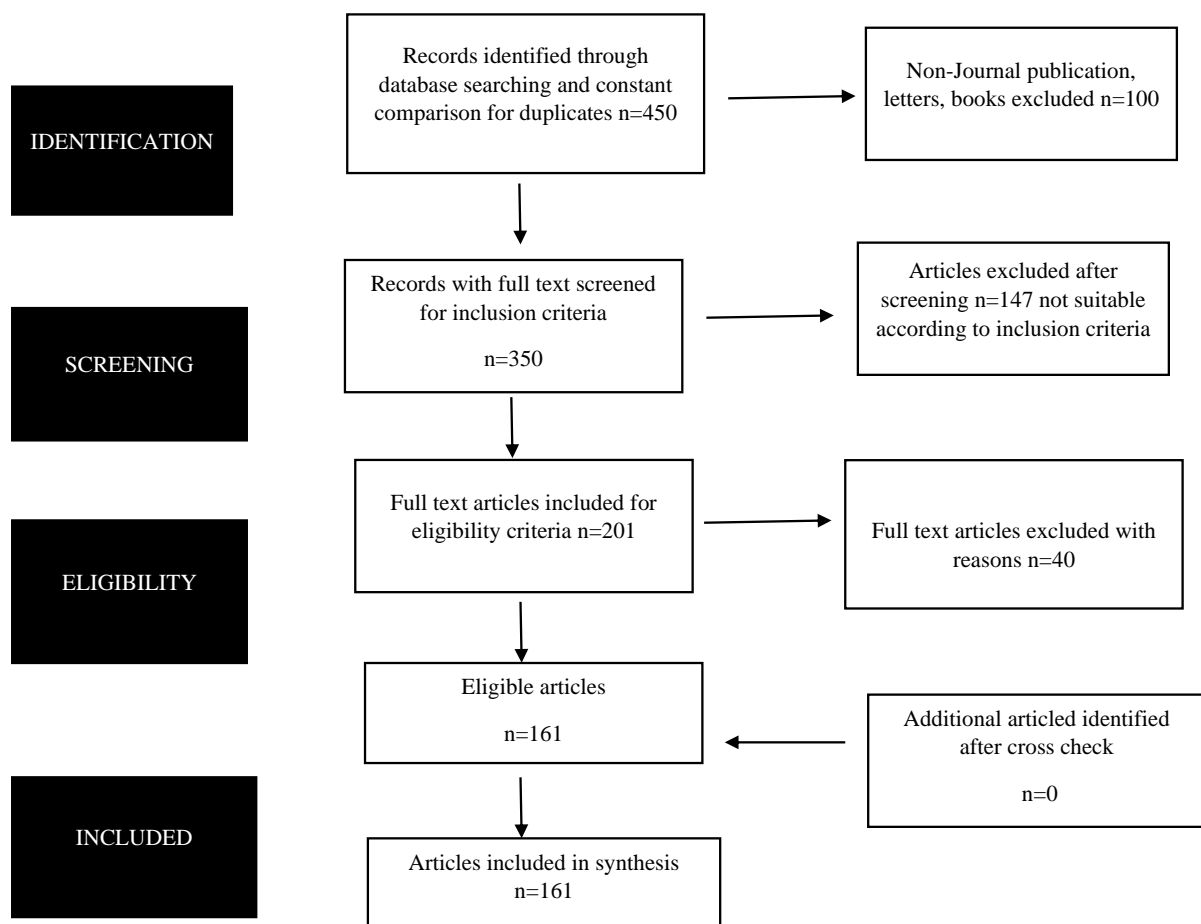 Records identified through
database searching and constant
comparison for duplicates n=450
Non-Journal publication,
letters, books excluded n=100
IDENTIFICATION
Records with full text screened
for inclusion criteria
n=350
Articles excluded after
screening n=147 not suitable
according to inclusion criteria
SCREENING
Full text articles included for
eligibility criteria n=201
Full text articles excluded with
reasons n=40
ELIGIBILITY
Eligible articles
n=161
Additional articled identified
after cross check
n=0
INCLUDED
Articles included in synthesis
n=161